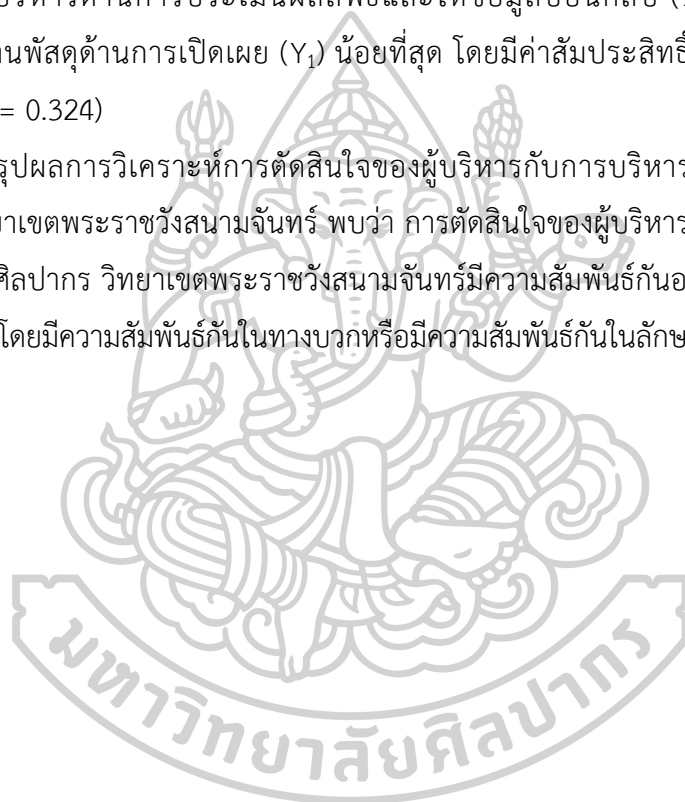 บริหารด้านการประเมินผลลัพธ์และให้ข้อมูลป้อนกลับ
านพัสดุด้านการเปิดเผย (Y₁) น้อยที่สุด โดยมีค่าสัมประสิทธิ์
= 0.324)
รุปผลการวิเคราะห์การตัดสินใจของผู้บริหารกับการบริหาร
ยาเขตพระราชวังสนามจันทร์ พบว่า การตัดสินใจของผู้บริหาร
ศิลปากร วิทยาเขตพระราชวังสนามจันทร์มีความสัมพันธ์กันอ
โดยมีความสัมพันธ์กันในทางบวกหรือมีความสัมพันธ์กันในลักษ
มหาวิทยาลัยศิลปากร